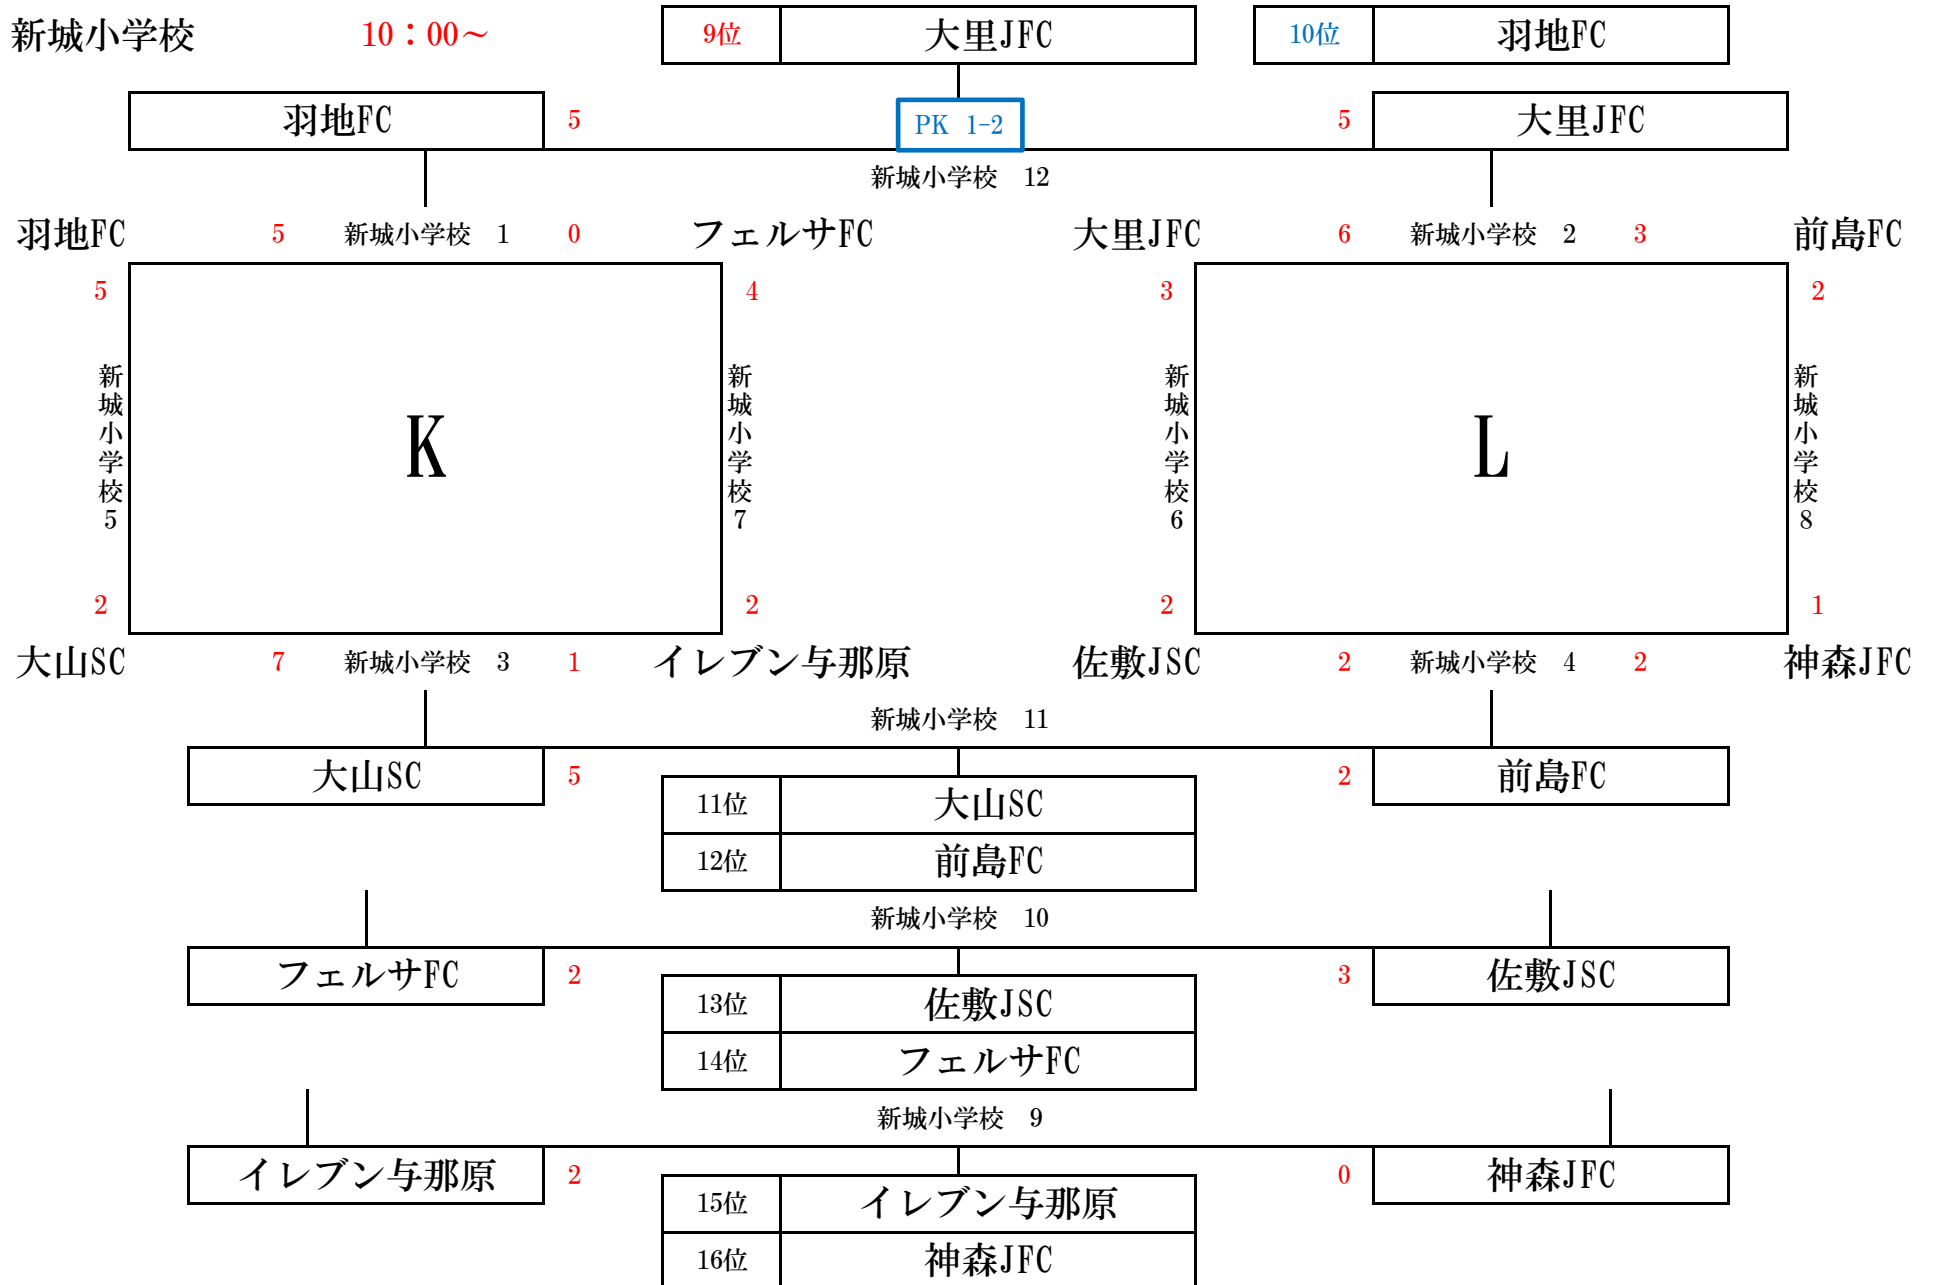 新城小学校 10：00～ 9位 大里JFC 10位 羽地FC
羽地FC 5 PK 1-2 5 大里JFC
新城小学校 12
羽地FC 5 新城小学校 1 0 フェルサFC 大里JFC 6 新城小学校 2 3 前島FC
5 4 3 2
新城小学校5
新城小学校7
新城小学校6
新城小学校8
K L
2 2 2 1
大山SC 7 新城小学校 3 1 イレブン与那原 佐敷JSC 2 新城小学校 4 2 神森JFC
新城小学校 11
大山SC 5 2 前島FC
11位 大山SC
12位 前島FC
新城小学校 10
フェルサFC 2 3 佐敷JSC
13位 佐敷JSC
14位 フェルサFC
新城小学校 9
イレブン与那原 2 0 神森JFC
15位 イレブン与那原
16位 神森JFC